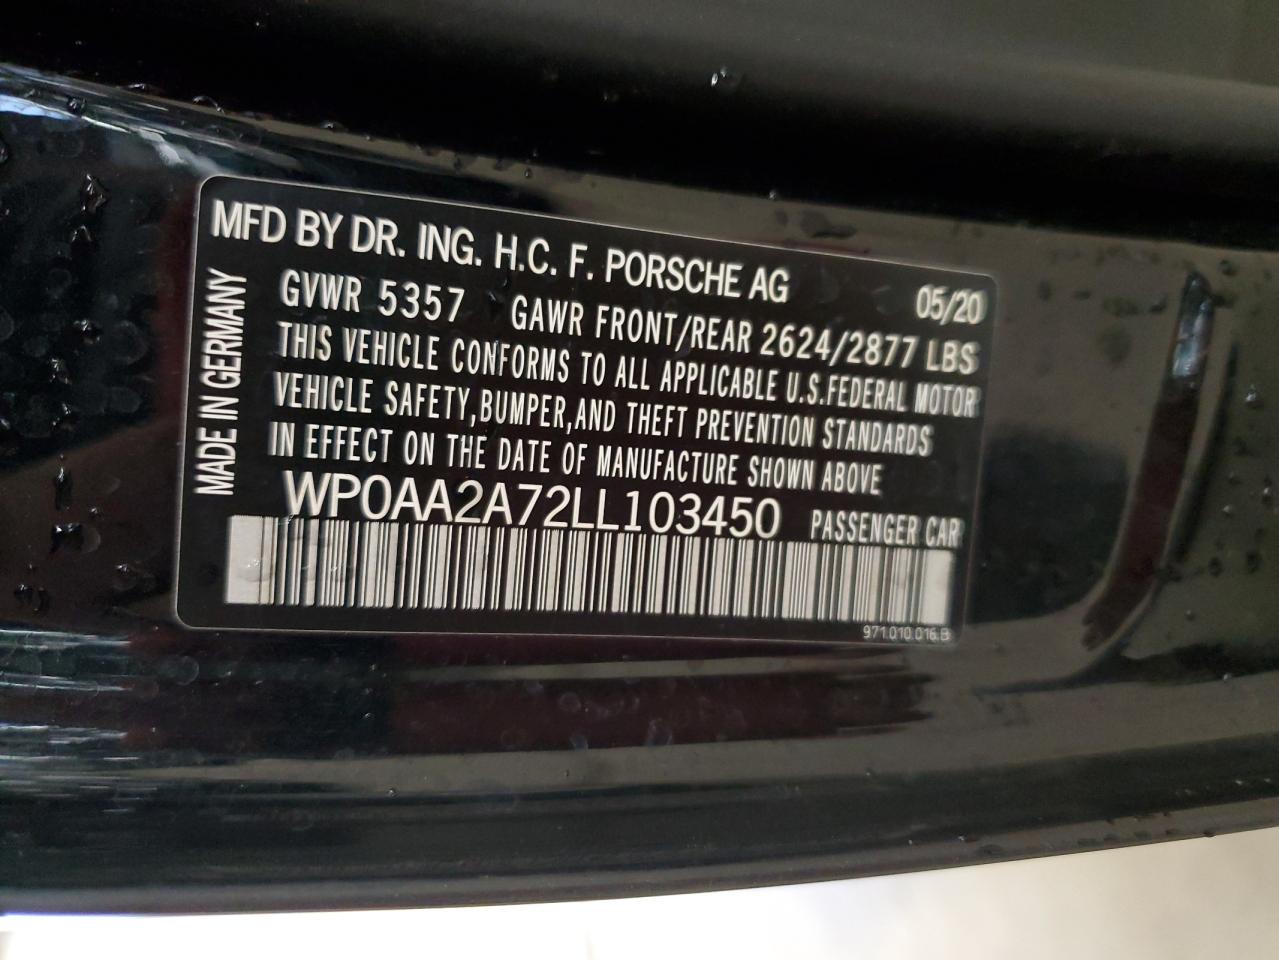 MFD BY DR. ING. H.C. F. PORSCHE AG 05/20
GVWR 5357 GAWR FRONT/REAR 2624/2877 LBS
THIS VEHICLE CONFORMS TO ALL APPLICABLE U.S.FEDERAL MOTOR
VEHICLE SAFETY,BUMPER,AND THEFT PREVENTION STANDARDS
IN EFFECT ON THE DATE OF MANUFACTURE SHOWN ABOVE
WP0AA2A72LL103450 PASSENGER CAR
971.010.016.B
MADE IN GERMANY